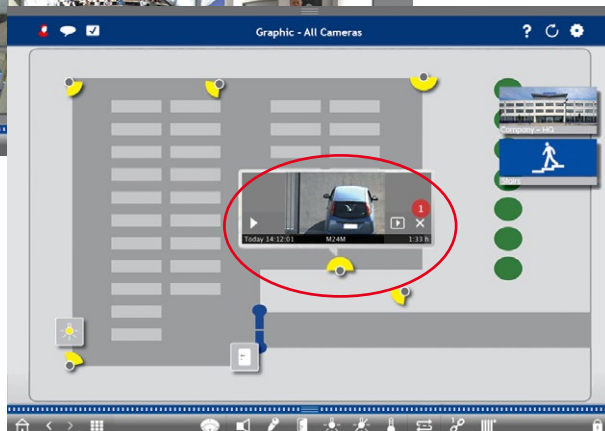 Graphic - All Cameras
?
Company - HQ
Stairs
1
Today 14:12:01 M24M 1:33 h